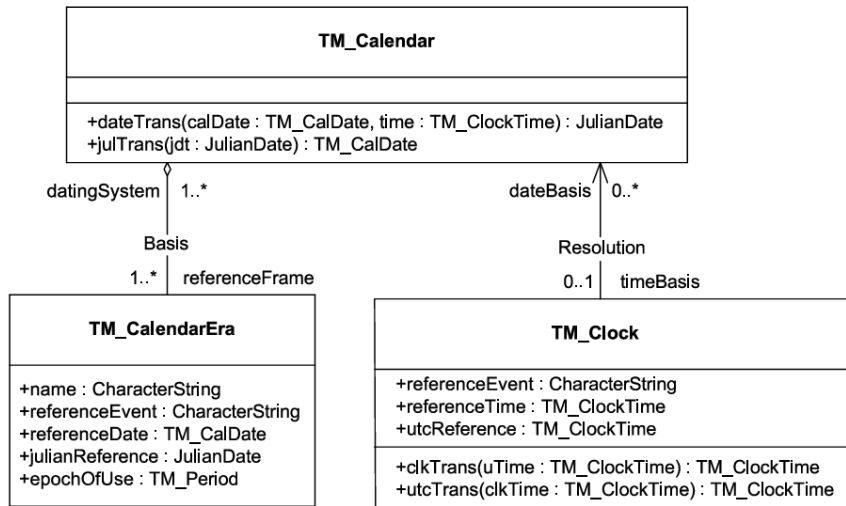 TM_Calendar
+dateTrans(calDate : TM_CalDate, time : TM_ClockTime) : JulianDate
+julTrans(jdt : JulianDate) : TM_CalDate
datingSystem 1..*
dateBasis 0..*
Basis
Resolution
1..* referenceFrame
0..1 timeBasis
TM_CalendarEra
+name : CharacterString
+referenceEvent : CharacterString
+referenceDate : TM_CalDate
+julianReference : JulianDate
+epochOfUse : TM_Period
TM_Clock
+referenceEvent : CharacterString
+referenceTime : TM_ClockTime
+utcReference : TM_ClockTime
+clkTrans(uTime : TM_ClockTime) : TM_ClockTime
+utcTrans(clkTime : TM_ClockTime) : TM_ClockTime